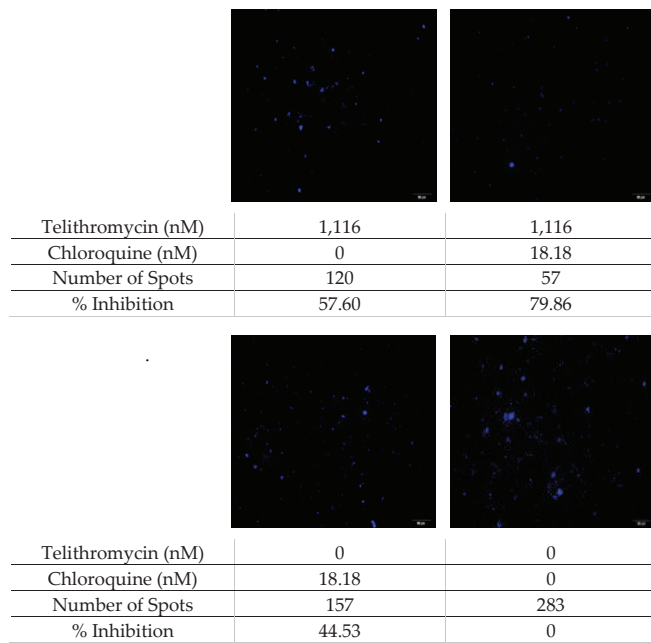 Telithromycin (nM) 1,116 1,116
Chloroquine (nM) 0 18.18
Number of Spots 120 57
% Inhibition 57.60 79.86
.
Telithromycin (nM) 0 0
Chloroquine (nM) 18.18 0
Number of Spots 157 283
% Inhibition 44.53 0